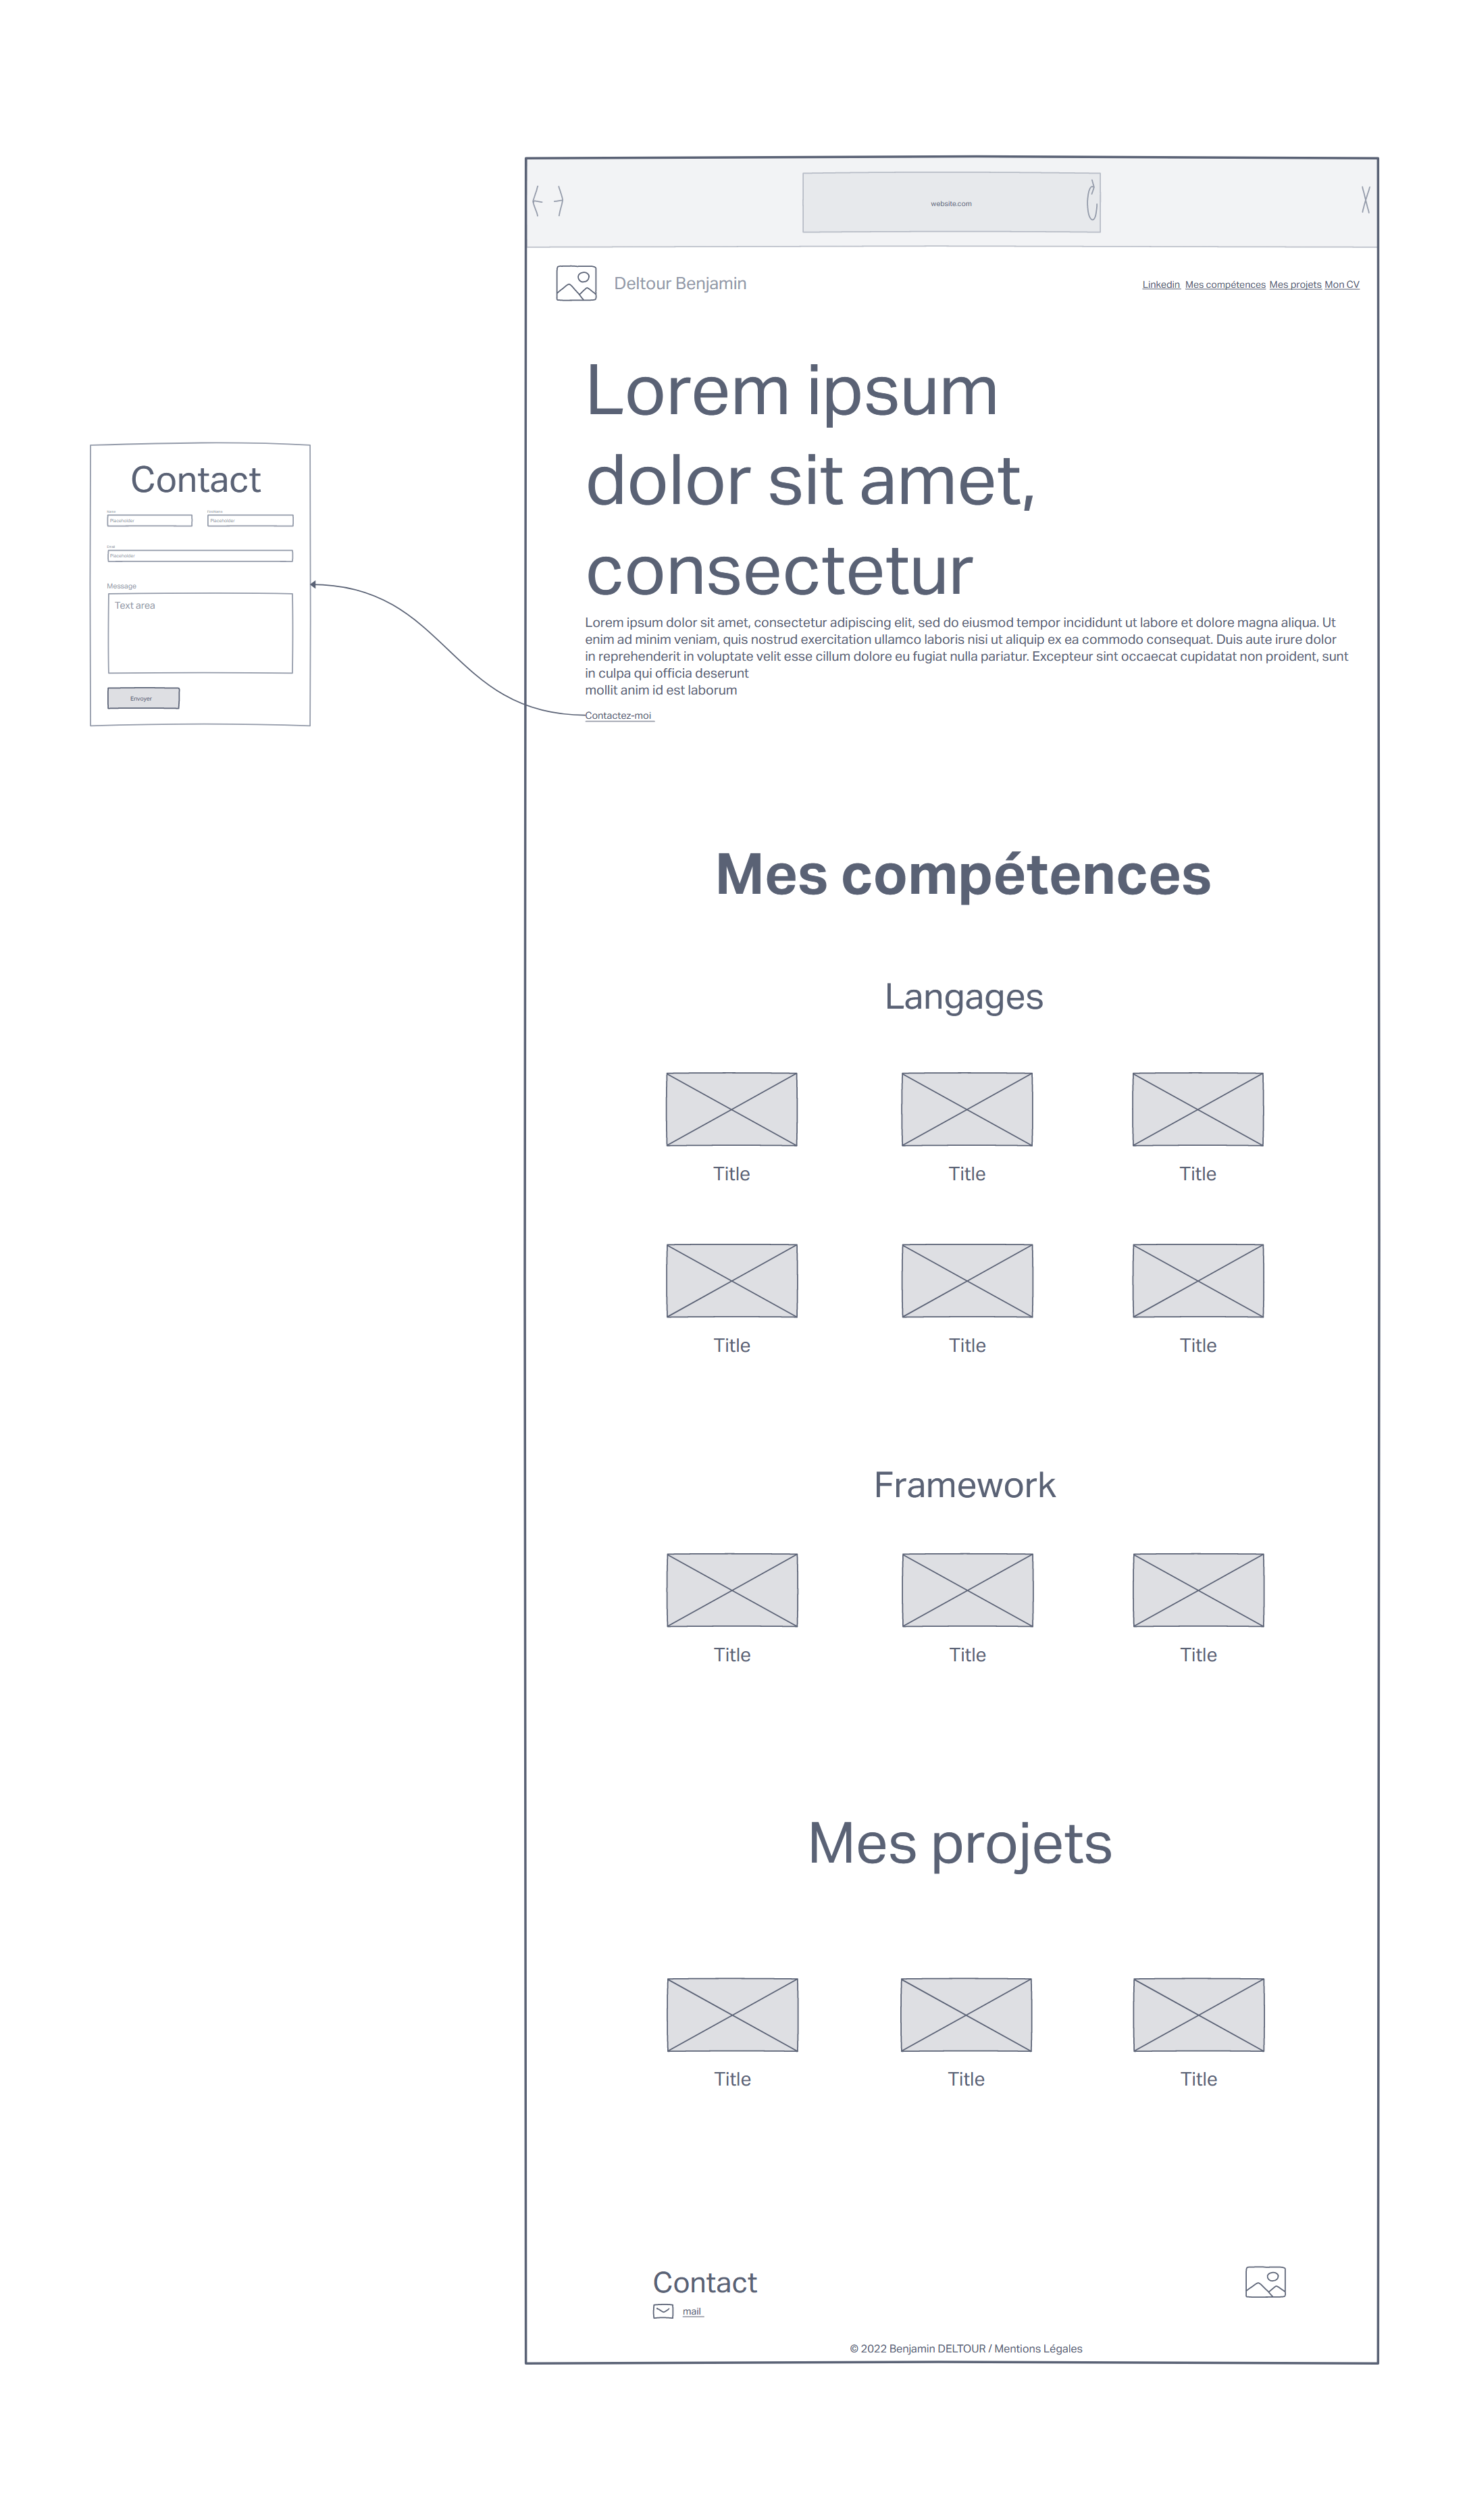 website.com
Deltour Benjamin
Linkedin Mes compétences Mes projets Mon CV
Lorem ipsum
dolor sit amet,
consectetur
Lorem ipsum dolor sit amet, consectetur adipiscing elit, sed do eiusmod tempor incididunt ut labore et dolore magna aliqua. Ut
enim ad minim veniam, quis nostrud exercitation ullamco laboris nisi ut aliquip ex ea commodo consequat. Duis aute irure dolor
in reprehenderit in voluptate velit esse cillum dolore eu fugiat nulla pariatur. Excepteur sint occaecat cupidatat non proident, sunt
in culpa qui officia deserunt
mollit anim id est laborum
Contactez-moi
Contact
Placeholder Placeholder
Placeholder
Message
Text area
Envoyer
Mes compétences
Langages
Title Title Title
Title Title Title
Framework
Title Title Title
Mes projets
Title Title Title
Contact
mail
© 2022 Benjamin DELTOUR / Mentions Légales